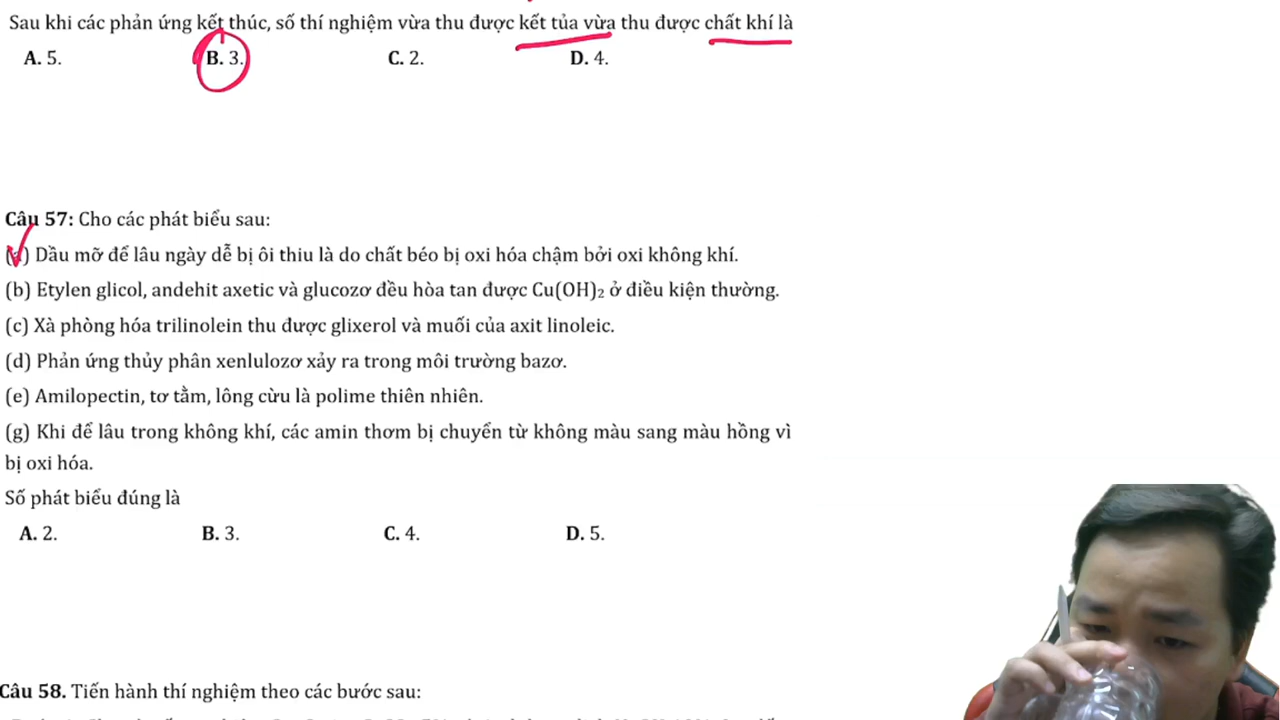 Sau khi các phản ứng kết thúc, số thí nghiệm vừa thu được kết tủa vừa thu được chất khí là
A. 5. B. 3. C. 2. D. 4.
Câu 57: Cho các phát biểu sau:
(a) Dầu mỡ để lâu ngày dễ bị ôi thiu là do chất béo bị oxi hóa chậm bởi oxi không khí.
(b) Etylen glicol, andehit axetic và glucozơ đều hòa tan được Cu(OH)₂ ở điều kiện thường.
(c) Xà phòng hóa trilinolein thu được glixerol và muối của axit linoleic.
(d) Phản ứng thủy phân xenlulozơ xảy ra trong môi trường bazơ.
(e) Amilopectin, tơ tằm, lông cừu là polime thiên nhiên.
(g) Khi để lâu trong không khí, các amin thơm bị chuyển từ không màu sang màu hồng vì
bị oxi hóa.
Số phát biểu đúng là
A. 2. B. 3. C. 4. D. 5.
Câu 58. Tiến hành thí nghiệm theo các bước sau: